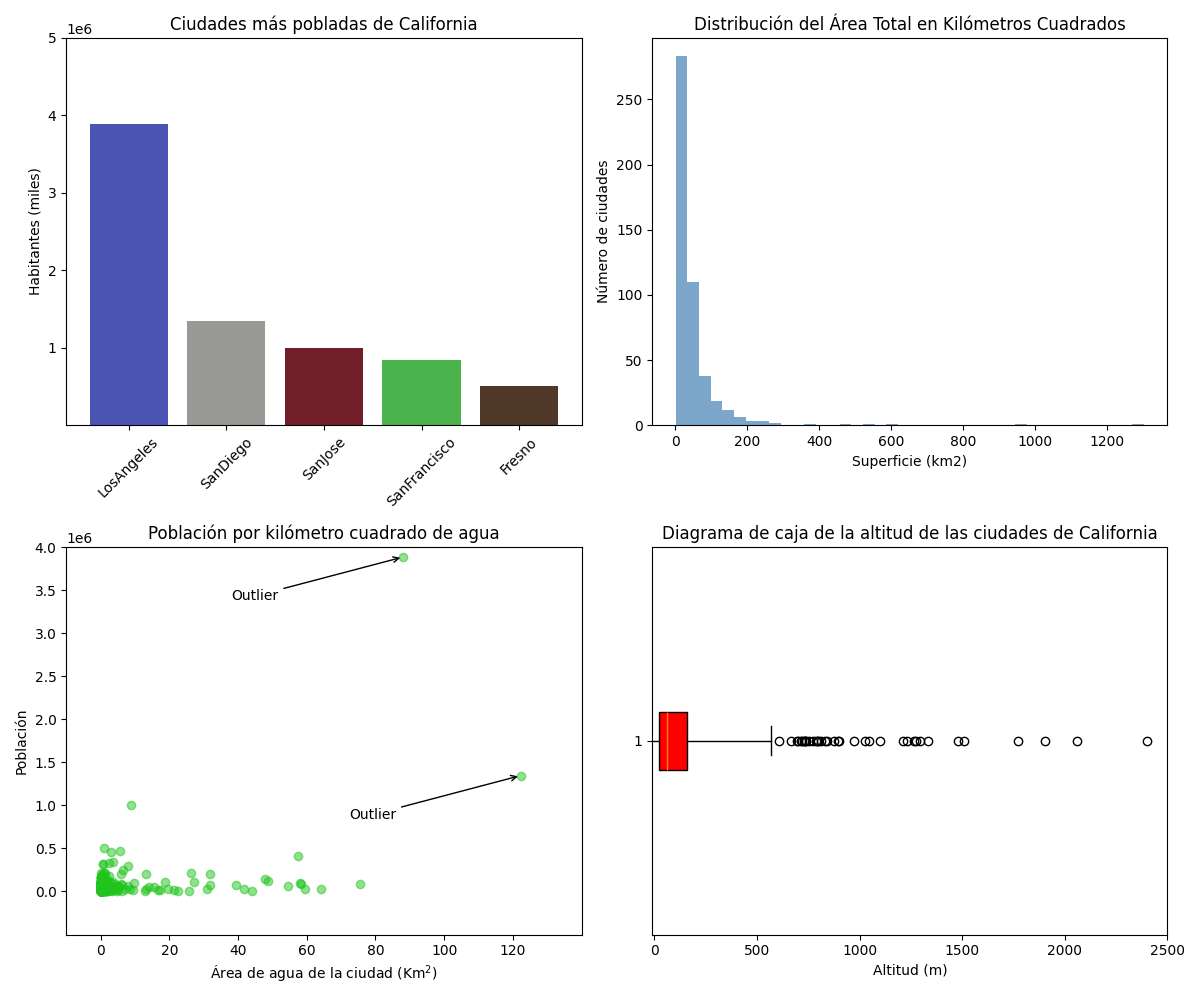 Ciudades más pobladas de California
1e6
5
4
3
2
1
Habitantes (miles)
LosAngeles
SanDiego
SanJose
SanFrancisco
Fresno
Distribución del Área Total en Kilómetros Cuadrados
250
200
150
100
50
0
Número de ciudades
0 200 400 600 800 1000 1200
Superficie (km2)
Población por kilómetro cuadrado de agua
1e6
4.0
3.5
3.0
2.5
2.0
1.5
1.0
0.5
0.0
Población
Outlier
Outlier
0 20 40 60 80 100 120
Área de agua de la ciudad (Km²)
Diagrama de caja de la altitud de las ciudades de California
1
0 500 1000 1500 2000 2500
Altitud (m)